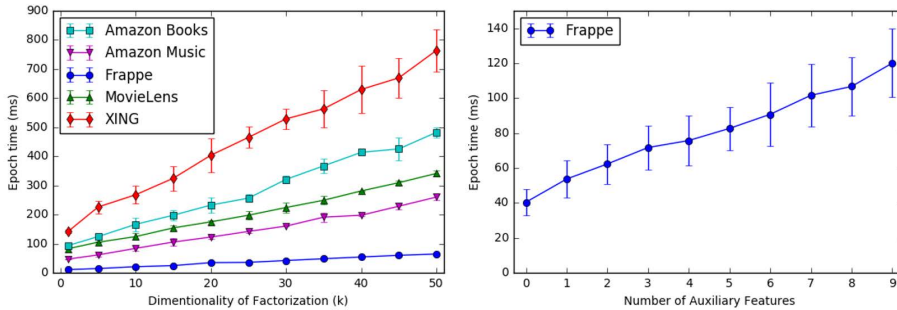 900
800
700
600
500
400
300
200
100
0
Epoch time (ms)
Amazon Books
Amazon Music
Frappe
MovieLens
XING
0 10 20 30 40 50
Dimentionality of Factorization (k)
140
120
100
80
60
40
20
0
Epoch time (ms)
Frappe
0 1 2 3 4 5 6 7 8 9
Number of Auxiliary Features